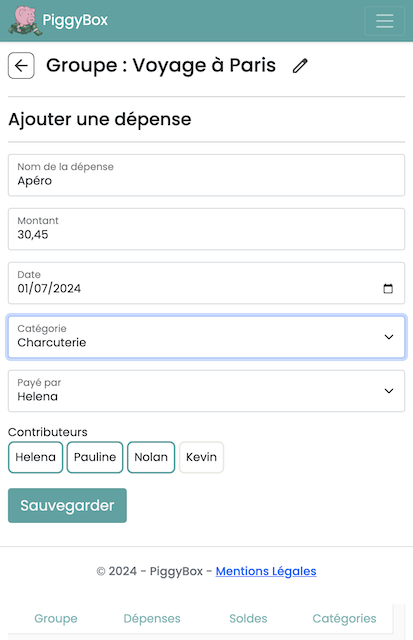 PiggyBox
Groupe : Voyage à Paris
Ajouter une dépense
Nom de la dépense
Apéro
Montant
30,45
Date
01/07/2024
Catégorie
Charcuterie
Payé par
Helena
Contributeurs
Helena Pauline Nolan Kevin
Sauvegarder
© 2024 - PiggyBox - Mentions Légales
Groupe Dépenses Soldes Catégories